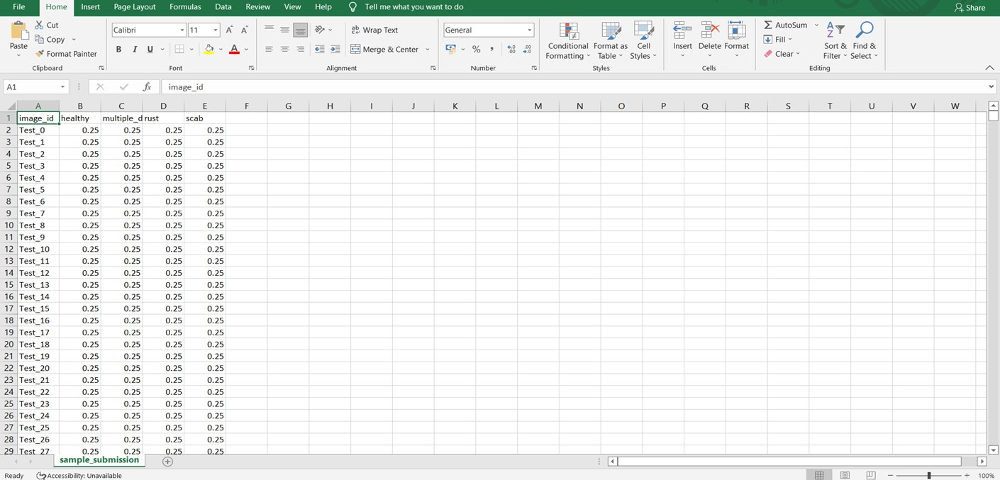 File Home Insert Page Layout Formulas Data Review View Help Tell me what you want to do Share
Cut
Copy
Format Painter
Paste
Calibri 11 A A
B I U A
ab Wrap Text
Merge & Center
General
% ,
Conditional Formatting
Format as Table
Cell Styles
Insert
Delete
Format
AutoSum
Fill
Clear
Sort & Filter
Find & Select
Clipboard Font Alignment Number Styles Cells Editing
A1 fx image_id
A B C D E F G H I J K L M N O P Q R S T U V W
1 image_id healthy multiple_d rust scab
2 Test_0 0.25 0.25 0.25 0.25
3 Test_1 0.25 0.25 0.25 0.25
4 Test_2 0.25 0.25 0.25 0.25
5 Test_3 0.25 0.25 0.25 0.25
6 Test_4 0.25 0.25 0.25 0.25
7 Test_5 0.25 0.25 0.25 0.25
8 Test_6 0.25 0.25 0.25 0.25
9 Test_7 0.25 0.25 0.25 0.25
10 Test_8 0.25 0.25 0.25 0.25
11 Test_9 0.25 0.25 0.25 0.25
12 Test_10 0.25 0.25 0.25 0.25
13 Test_11 0.25 0.25 0.25 0.25
14 Test_12 0.25 0.25 0.25 0.25
15 Test_13 0.25 0.25 0.25 0.25
16 Test_14 0.25 0.25 0.25 0.25
17 Test_15 0.25 0.25 0.25 0.25
18 Test_16 0.25 0.25 0.25 0.25
19 Test_17 0.25 0.25 0.25 0.25
20 Test_18 0.25 0.25 0.25 0.25
21 Test_19 0.25 0.25 0.25 0.25
22 Test_20 0.25 0.25 0.25 0.25
23 Test_21 0.25 0.25 0.25 0.25
24 Test_22 0.25 0.25 0.25 0.25
25 Test_23 0.25 0.25 0.25 0.25
26 Test_24 0.25 0.25 0.25 0.25
27 Test_25 0.25 0.25 0.25 0.25
28 Test_26 0.25 0.25 0.25 0.25
29 Test_27 0.25 0.25 0.25 0.25
sample_submission
Ready Accessibility: Unavailable 100%